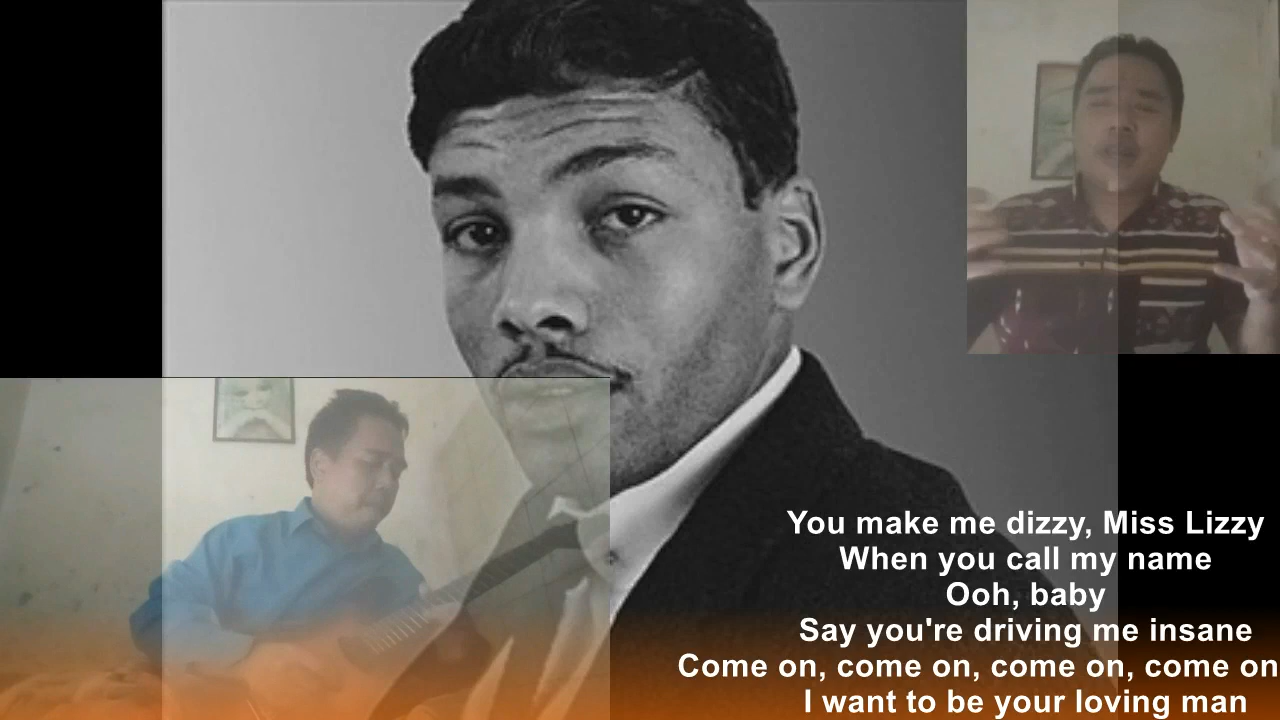 You make me dizzy, Miss Lizzy
When you call my name
Ooh, baby
Say you're driving me insane
Come on, come on, come on, come on
I want to be your loving man